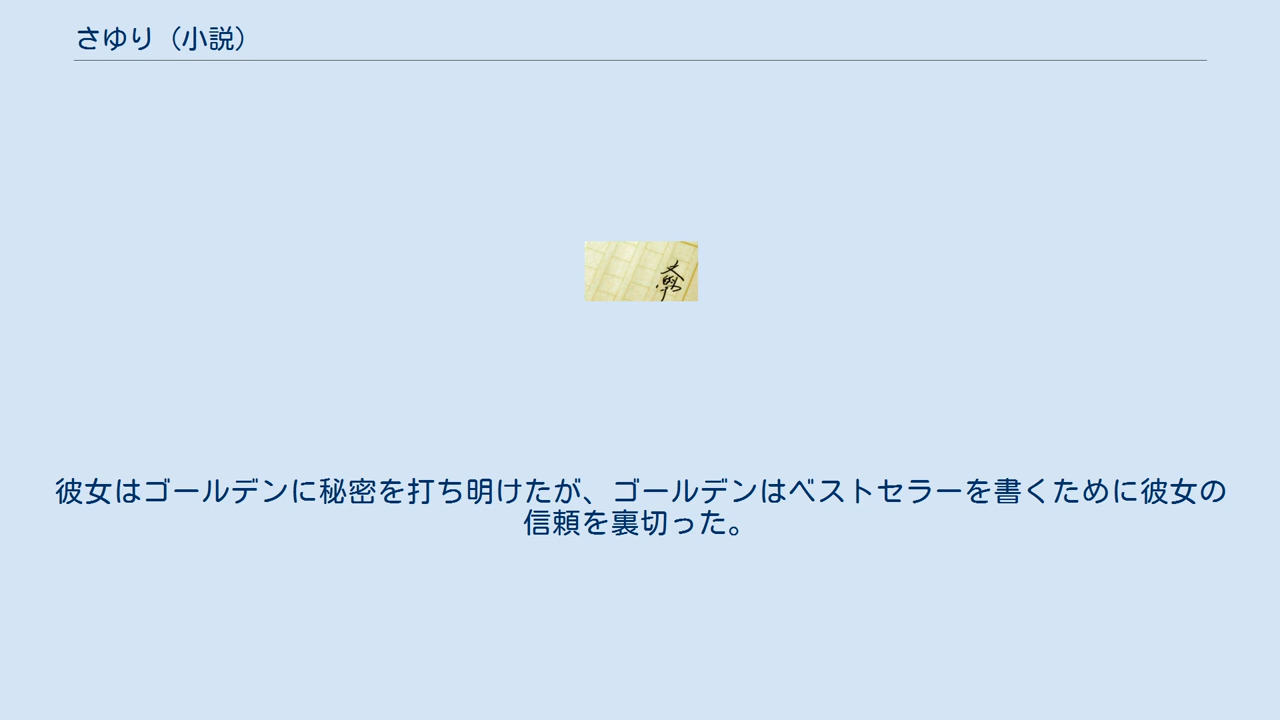 さゆり（小説）
彼女はゴールデンに秘密を打ち明けたが、ゴールデンはベストセラーを書くために彼女の
信頼を裏切った。